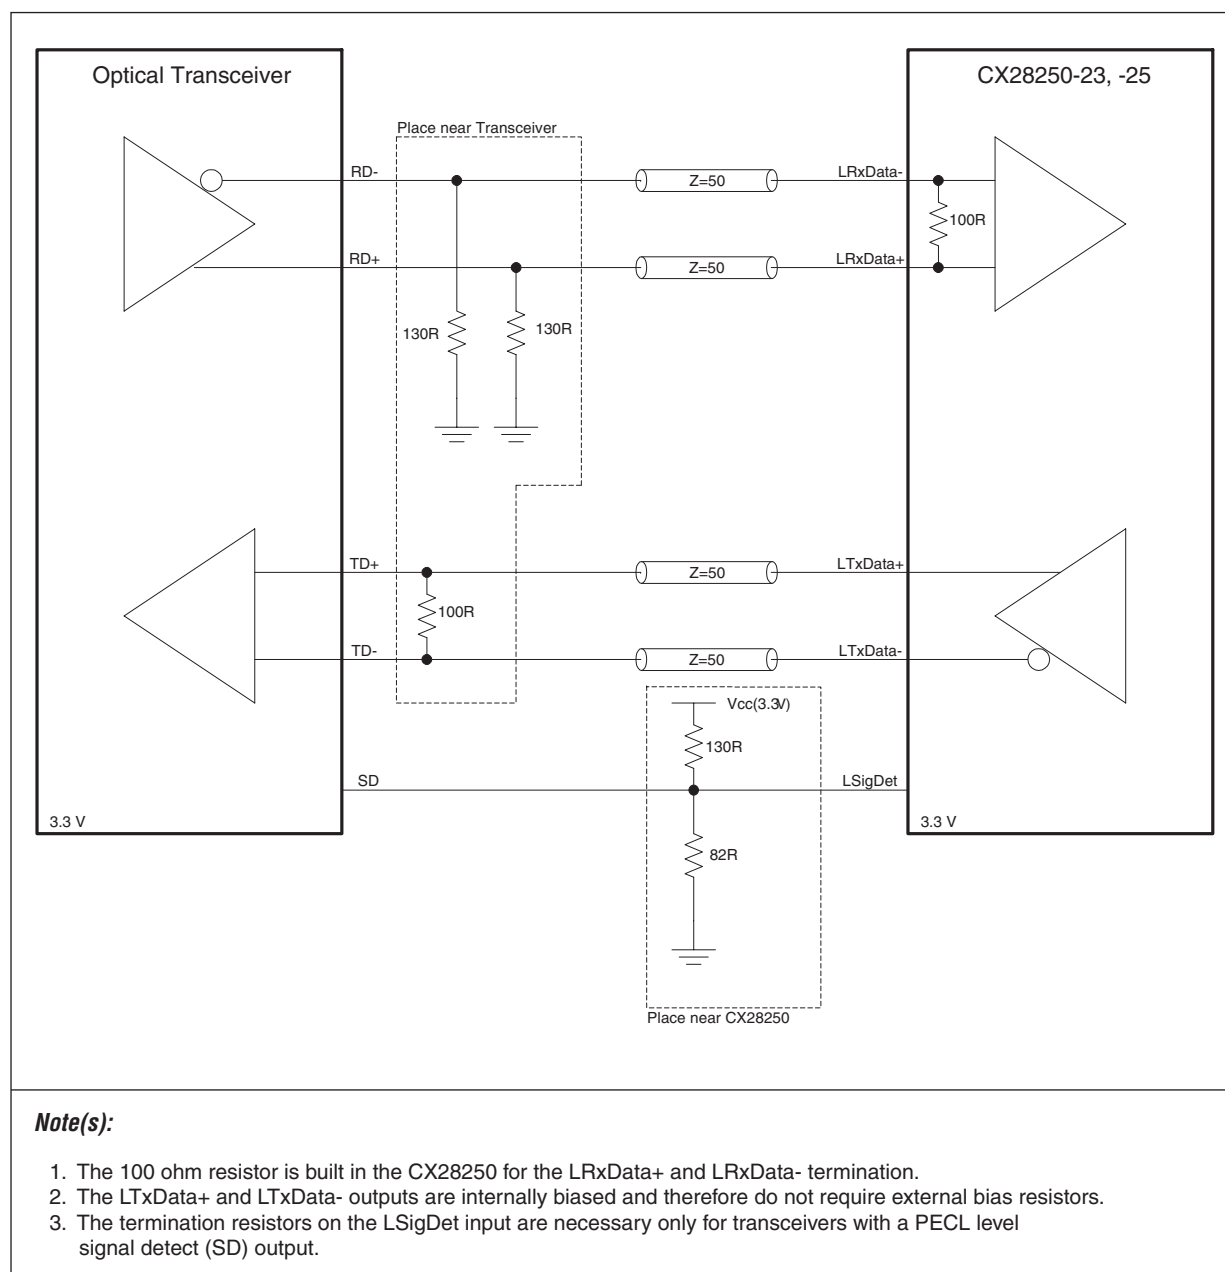 Optical Transceiver
CX28250-23, -25
Place near Transceiver
RD-
Z=50
LRxData-
100R
RD+
Z=50
LRxData+
130R
130R
TD+
Z=50
LTxData+
100R
TD-
Z=50
LTxData-
Vcc(3.3V)
130R
SD
LSigDet
3.3 V
3.3 V
82R
Place near CX28250
Note(s):
1. The 100 ohm resistor is built in the CX28250 for the LRxData+ and LRxData- termination.
2. The LTxData+ and LTxData- outputs are internally biased and therefore do not require external bias resistors.
3. The termination resistors on the LSigDet input are necessary only for transceivers with a PECL level
signal detect (SD) output.